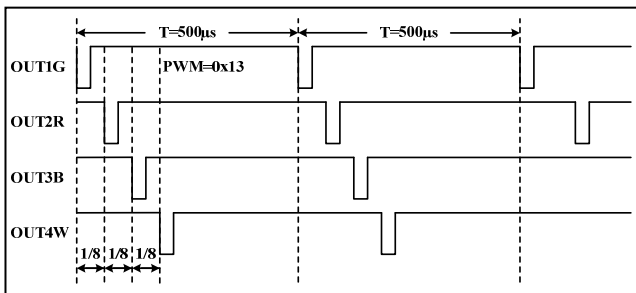 T=500μs T=500μs
OUT1G
PWM=0x13
OUT2R
OUT3B
OUT4W
1/8 1/8 1/8